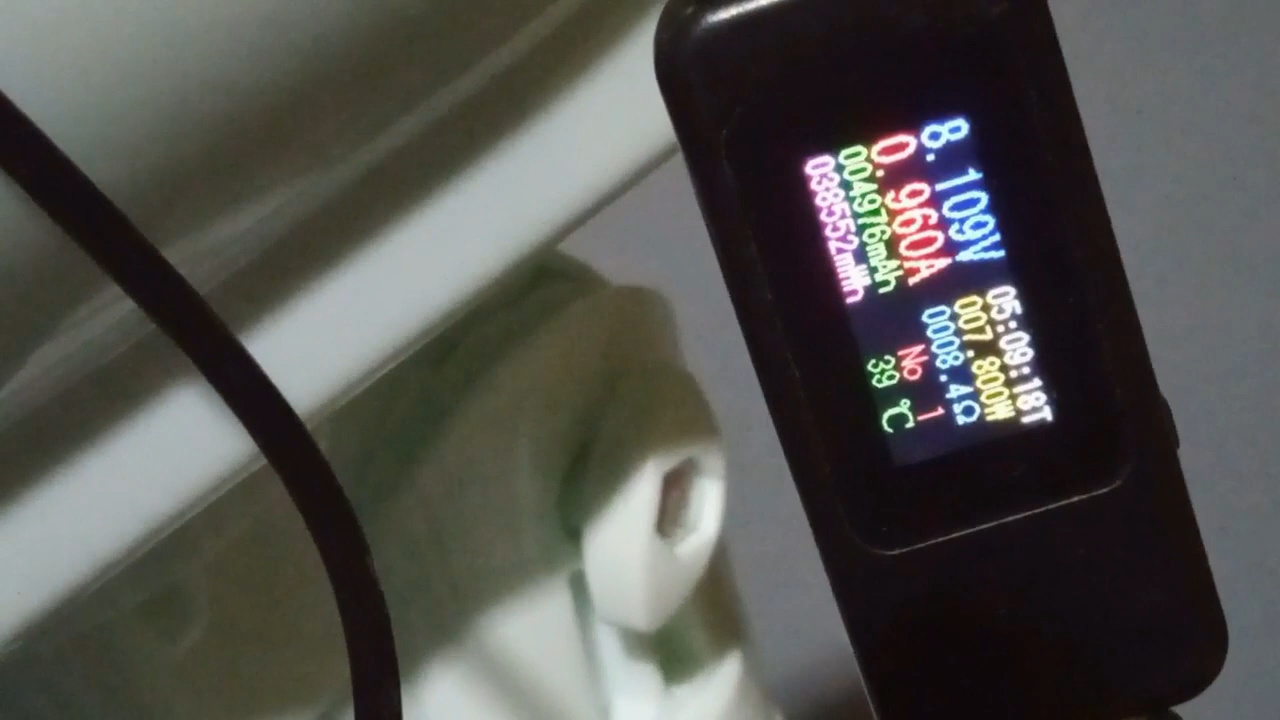 8.109V
0.960A
004976mAh
038552mWh
05:09:18T
007.800W
0008.4Ω
No 1
39 ℃